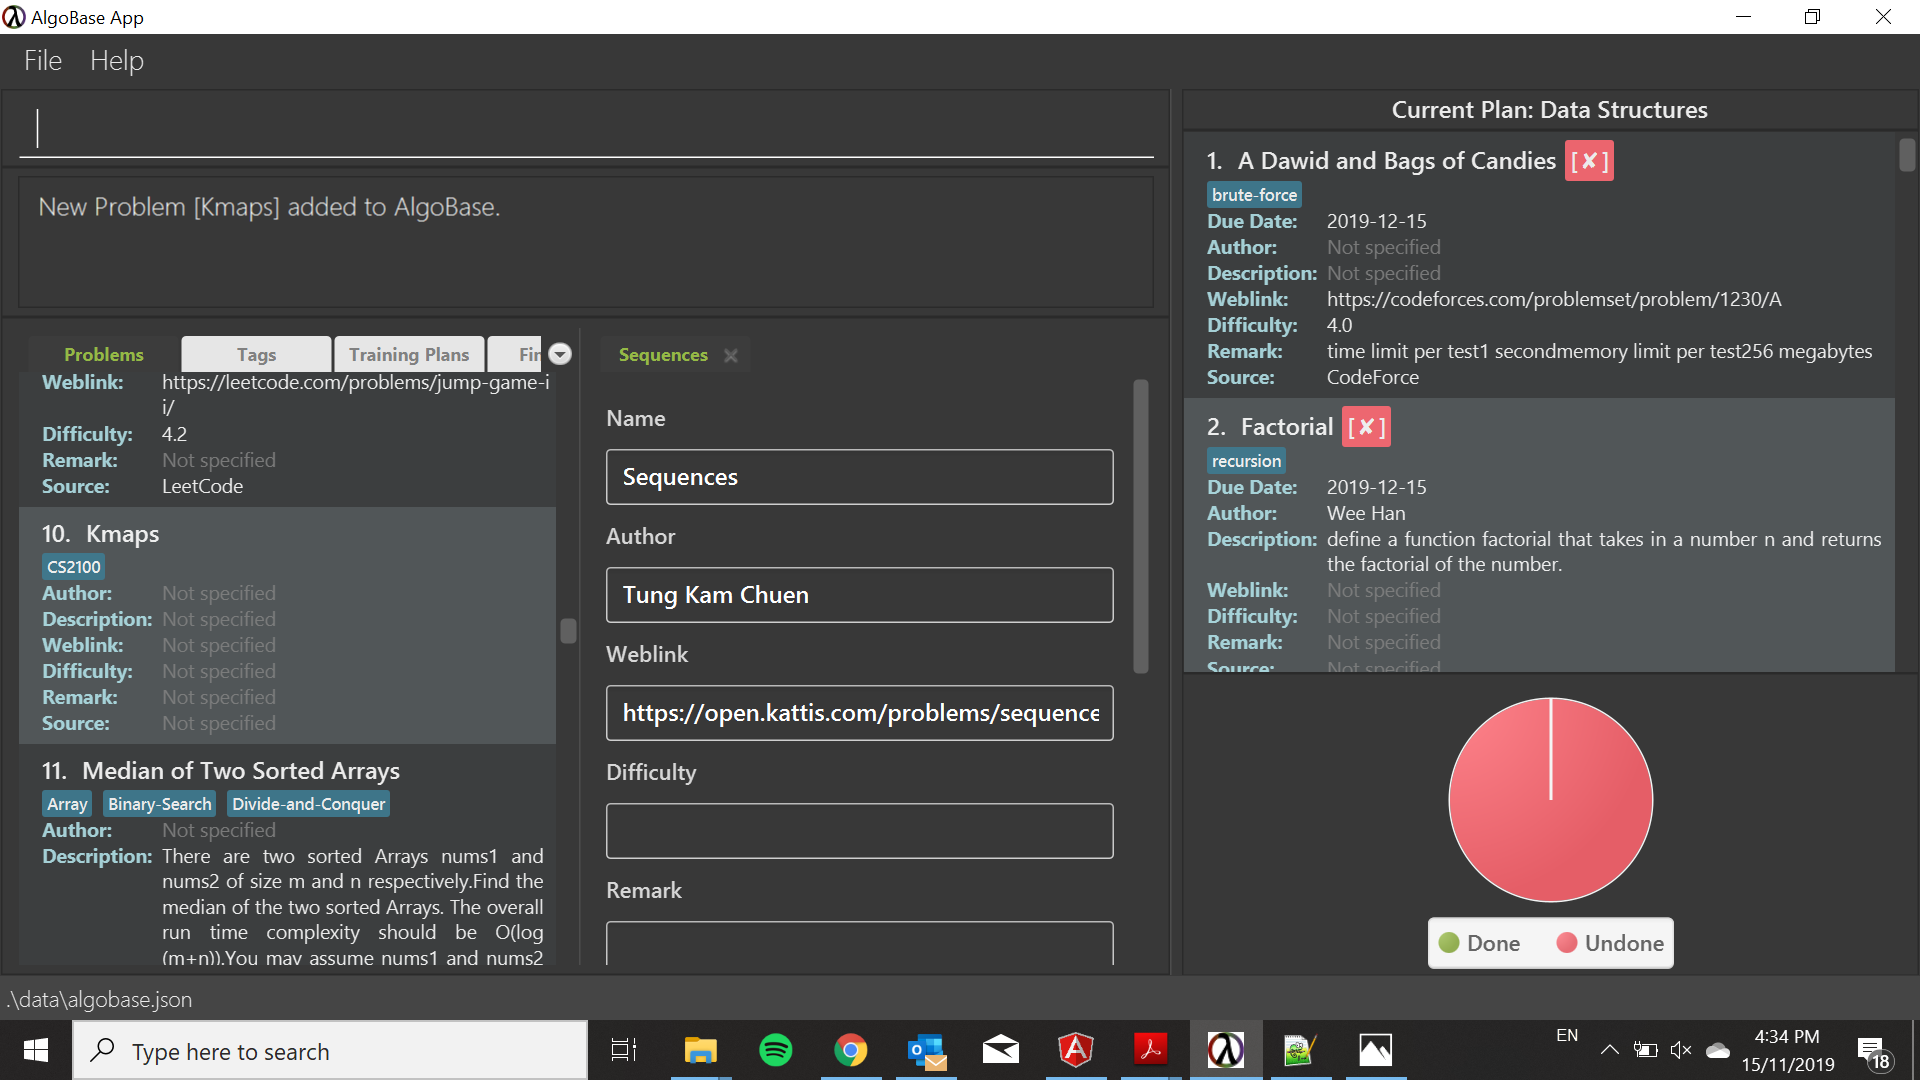 AlgoBase App
File Help
New Problem [Kmaps] added to AlgoBase.
Problems Tags Training Plans
Weblink: https://leetcode.com/problems/jump-game-i
i/
Difficulty: 4.2
Remark: Not specified
Source: LeetCode
10. Kmaps
CS2100
Author: Not specified
Description: Not specified
Weblink: Not specified
Difficulty: Not specified
Remark: Not specified
Source: Not specified
11. Median of Two Sorted Arrays
Array Binary-Search Divide-and-Conquer
Author: Not specified
Description: There are two sorted Arrays nums1 and
nums2 of size m and n respectively.Find the
median of the two sorted Arrays. The overall
run time complexity should be O(log
(m+n)).You may assume nums1 and nums2
Sequences
Name
Sequences
Author
Tung Kam Chuen
Weblink
https://open.kattis.com/problems/sequence
Difficulty
Remark
Current Plan: Data Structures
1. A Dawid and Bags of Candies [✘]
brute-force
Due Date: 2019-12-15
Author: Not specified
Description: Not specified
Weblink: https://codeforces.com/problemset/problem/1230/A
Difficulty: 4.0
Remark: time limit per test1 secondmemory limit per test256 megabytes
Source: CodeForce
2. Factorial [✘]
recursion
Due Date: 2019-12-15
Author: Wee Han
Description: define a function factorial that takes in a number n and returns
the factorial of the number.
Weblink: Not specified
Difficulty: Not specified
Remark: Not specified
Source: Not specified
Done Undone
.\data\algobase.json
Type here to search
EN
4:34 PM
15/11/2019
18